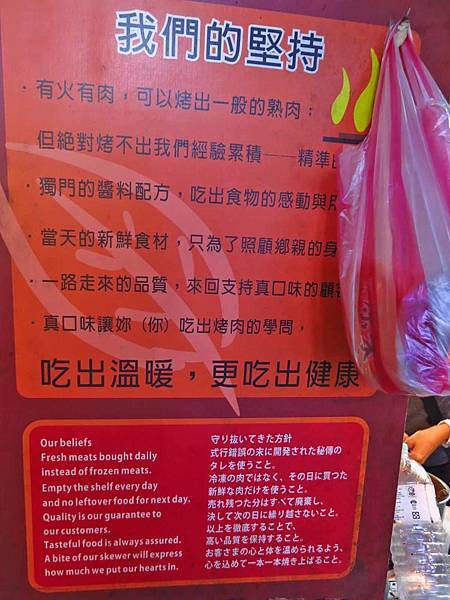 我們的堅持
·有火有肉，可以烤出一般的熟肉；
但絕對烤不出我們經驗累積——精準
·獨門的醬料配方，吃出食物的感動與
·當天的新鮮食材，只為了照顧鄉親的身
·一路走來的品質，來回支持真口味的顧客
·真口味讓妳（你）吃出烤肉的學問，
吃出溫暖，更吃出健康
Our beliefs
Fresh meats bought daily
instead of frozen meats.
Empty the shelf every day
and no leftover food for next day.
Quality is our guarantee to
our customers.
Tasteful food is always assured.
A bite of our skewer will express
how much we put our hearts in.
守り抜いてきた方針
式行錯誤の末に開発された秘傳の
タレを使うこと。
冷凍の肉ではなく、その日に買つた
新鮮な肉だけを使うこと。
売れ残つた分はすべて廃棄し、
決して次の日に繰り越さないこと。
以上を徹底することで、
高い品質を保持すること。
お客さまの心と体を温められるよう、
心を込めて一本一本焼き上ばること。